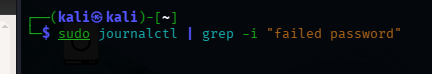 ┌──(kali㉿kali)-[~]
└─$ sudo journalctl | grep -i "failed password"